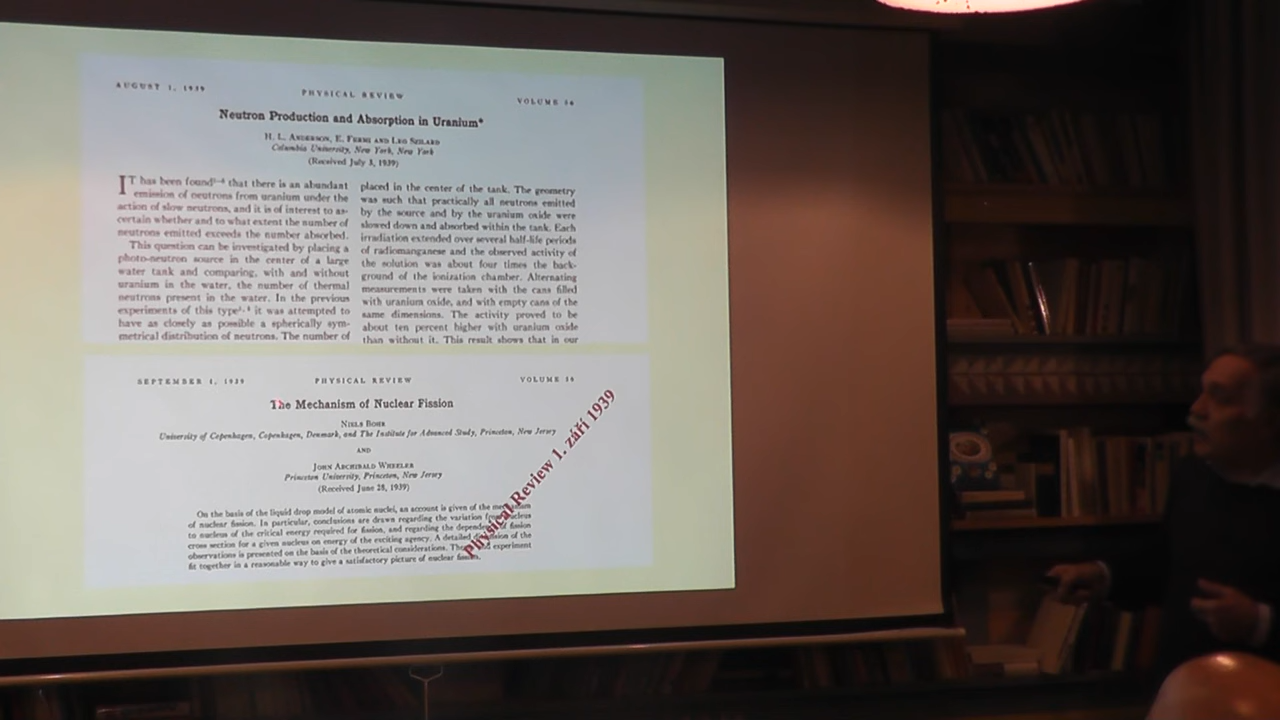 AUGUST 1, 1939
PHYSICAL REVIEW
VOLUME 56
Neutron Production and Absorption in Uranium*
H. L. Anderson, E. Fermi and Leo Szilard
Columbia University, New York, New York
(Received July 3, 1939)
IT has been found that there is an abundant
emission of neutrons from uranium under the
action of slow neutrons, and it is of interest to as-
certain whether and to what extent the number of
neutrons emitted exceeds the number absorbed.
This question can be investigated by placing a
photo-neutron source in the center of a large
water tank and comparing, with and without
uranium in the water, the number of thermal
neutrons present in the water. In the previous
experiments of this type it was attempted to
have as closely as possible a spherically sym-
metrical distribution of neutrons. The number of
placed in the center of the tank. The geometry
was such that practically all neutrons emitted
by the source and by the uranium oxide were
slowed down and absorbed within the tank. Each
irradiation extended over several half-life periods
of radiomanganese and the observed activity of
the solution was about four times the back-
ground of the ionization chamber. Alternating
measurements were taken with the cans filled
with uranium oxide, and with empty cans of the
same dimensions. The activity proved to be
about ten percent higher with uranium oxide
than without it. This result shows that in our
SEPTEMBER 1, 1939
PHYSICAL REVIEW
VOLUME 56
The Mechanism of Nuclear Fission
Niels Bohr
University of Copenhagen, Copenhagen, Denmark, and The Institute for Advanced Study, Princeton, New Jersey
AND
John Archibald Wheeler
Princeton University, Princeton, New Jersey
(Received June 28, 1939)
On the basis of the liquid drop model of atomic nuclei, an account is given of the mechanism
of nuclear fission. In particular, conclusions are drawn regarding the variation from nucleus
to nucleus of the critical energy required for fission, and regarding the dependence of fission
cross section for a given nucleus on energy of the exciting agency. A detailed discussion of the
observations is presented on the basis of the theoretical considerations. Theory and experiment
fit together in a reasonable way to give a satisfactory picture of nuclear fission.
Physical Review 1. září 1939